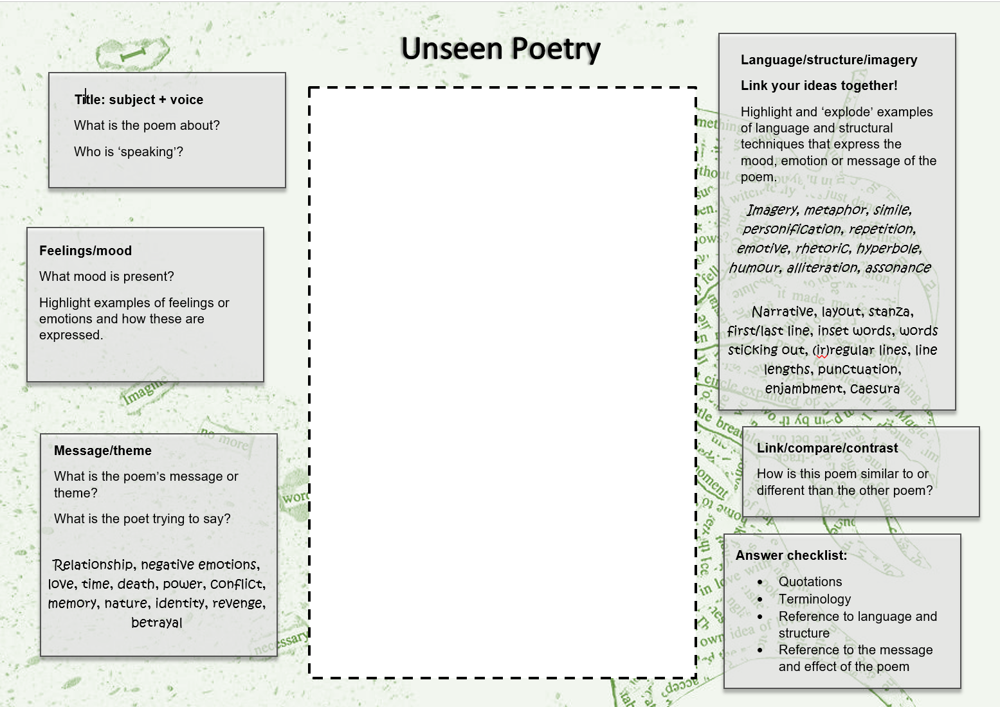 Unseen Poetry
Title: subject + voice
What is the poem about?
Who is ‘speaking’?
Feelings/mood
What mood is present?
Highlight examples of feelings or
emotions and how these are
expressed.
Imagine
no more
Message/theme
What is the poem’s message or
theme?
What is the poet trying to say?
Relationship, negative emotions,
love, time, death, power, conflict,
memory, nature, identity, revenge,
betrayal
necessary
Language/structure/imagery
Link your ideas together!
Highlight and ‘explode’ examples
of language and structural
techniques that express the
mood, emotion or message of the
poem.
Imagery, metaphor, simile,
personification, repetition,
emotive, rhetoric, hyperbole,
humour, alliteration, assonance
Narrative, layout, stanza,
first/last line, inset words, words
sticking out, (ir)regular lines, line
lengths, punctuation,
enjambment, caesura
Link/compare/contrast
How is this poem similar to or
different than the other poem?
Answer checklist:
• Quotations
• Terminology
• Reference to language and
structure
• Reference to the message
and effect of the poem